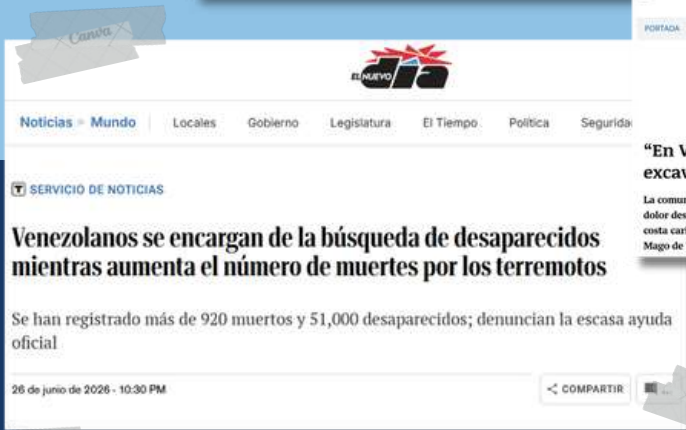 Canva
EL NUEVO día
PORTADA
Noticias Mundo Locales Gobierno Legislatura El Tiempo Política Segurida
T SERVICIO DE NOTICIAS
Venezolanos se encargan de la búsqueda de desaparecidos
mientras aumenta el número de muertes por los terremotos
Se han registrado más de 920 muertos y 51,000 desaparecidos; denuncian la escasa ayuda
oficial
26 de junio de 2026 - 10:30 PM
COMPARTIR
“En V
excav
La comun
dolor des
costa cari
Mago de